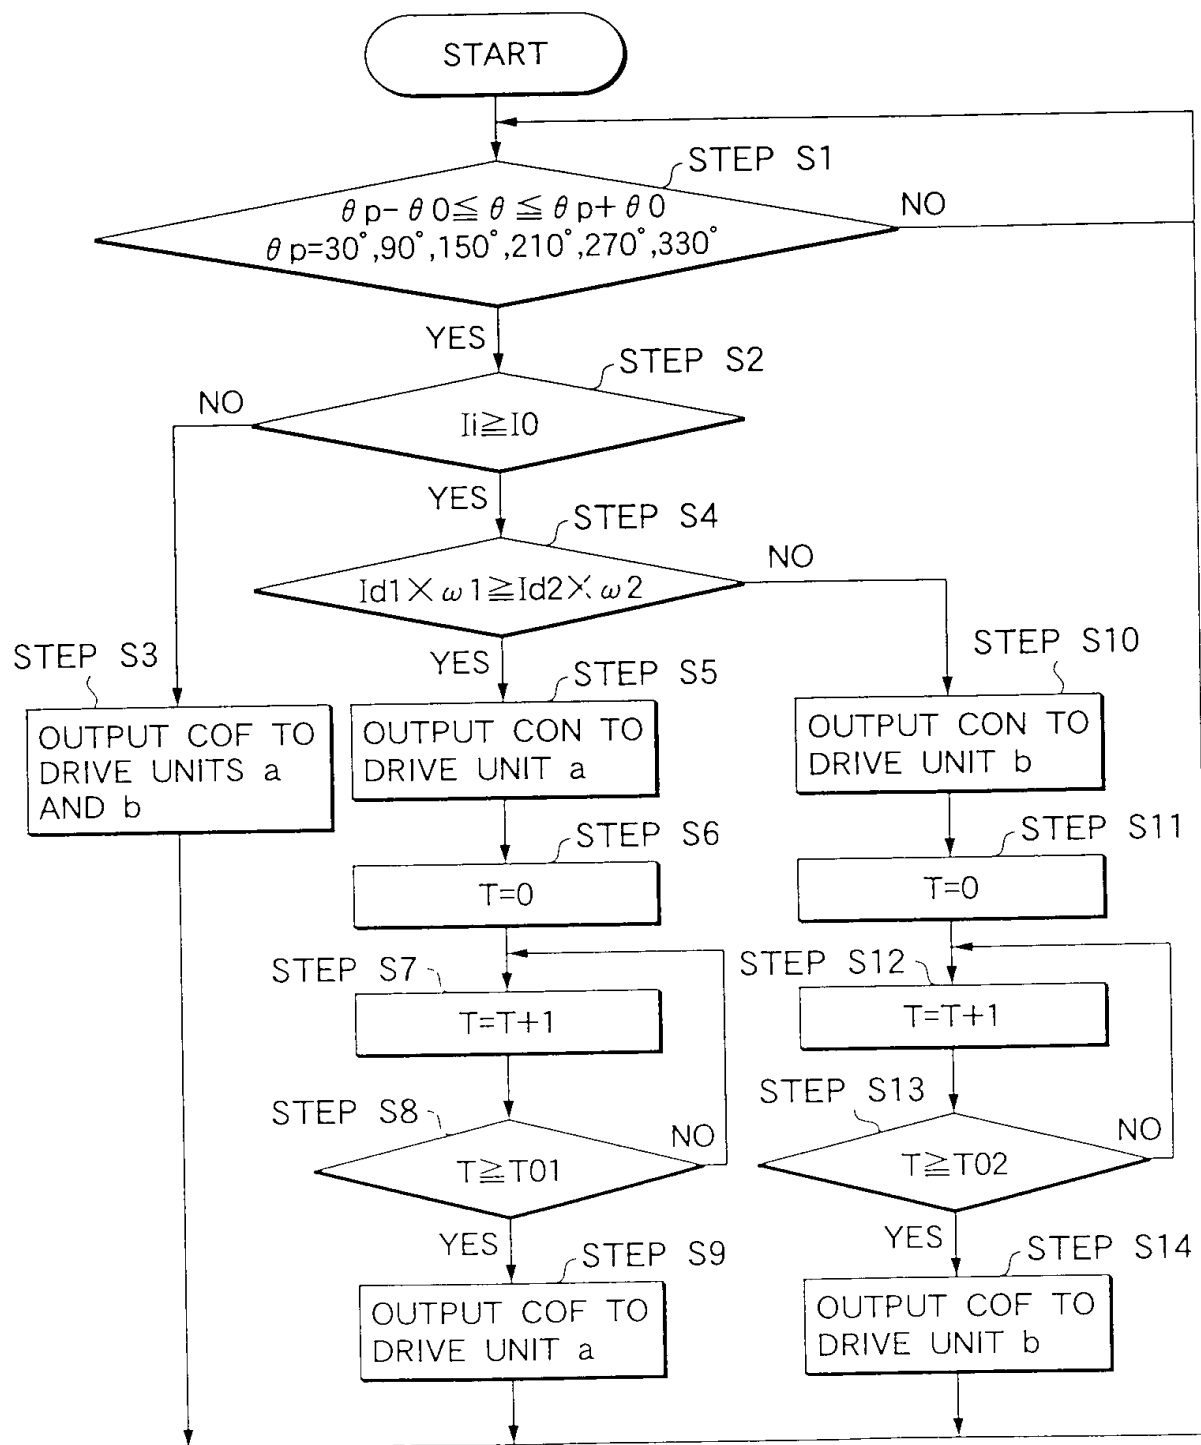 START
STEP S1
θp-θ0≦θ≦θp+θ0
θp=30°,90°,150°,210°,270°,330°
NO
YES
STEP S2
NO
Ii≧I0
YES
STEP S4
NO
Id1×ω1≧Id2×ω2
STEP S3
YES
STEP S5
STEP S10
OUTPUT COF TO
DRIVE UNITS a
AND b
OUTPUT CON TO
DRIVE UNIT a
OUTPUT CON TO
DRIVE UNIT b
STEP S6
STEP S11
T=0
T=0
STEP S7
STEP S12
T=T+1
T=T+1
STEP S8
STEP S13
NO
NO
T≧T01
T≧T02
YES
YES
STEP S9
STEP S14
OUTPUT COF TO
DRIVE UNIT a
OUTPUT COF TO
DRIVE UNIT b